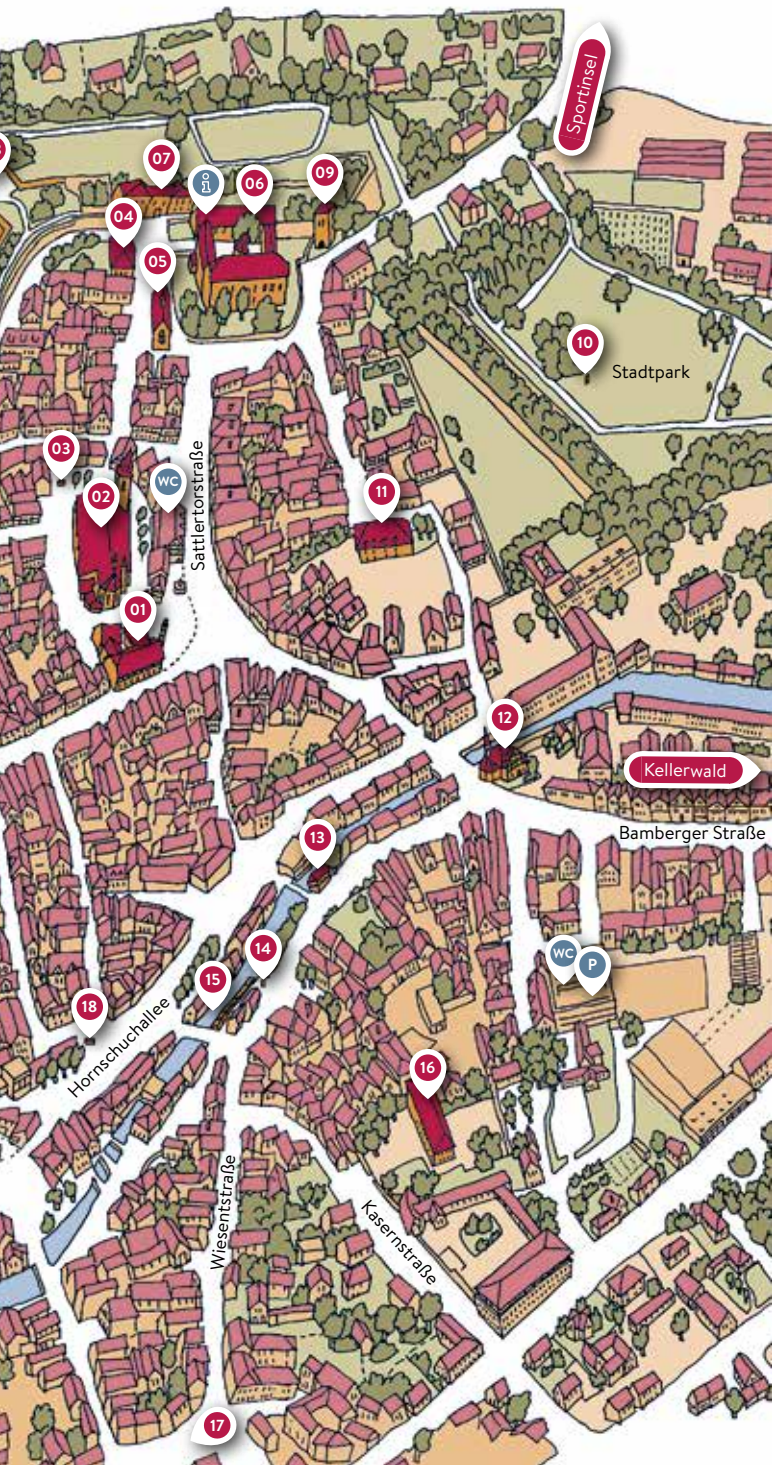 Sportinsel
07
i
06
09
04
05
10
Stadtpark
03
WC
02
11
Sattlertorstraße
01
12
Kellerwald
Bamberger Straße
13
14
WC
P
15
18
Hornschuchallee
16
Wiesentstraße
Kasernstraße
17